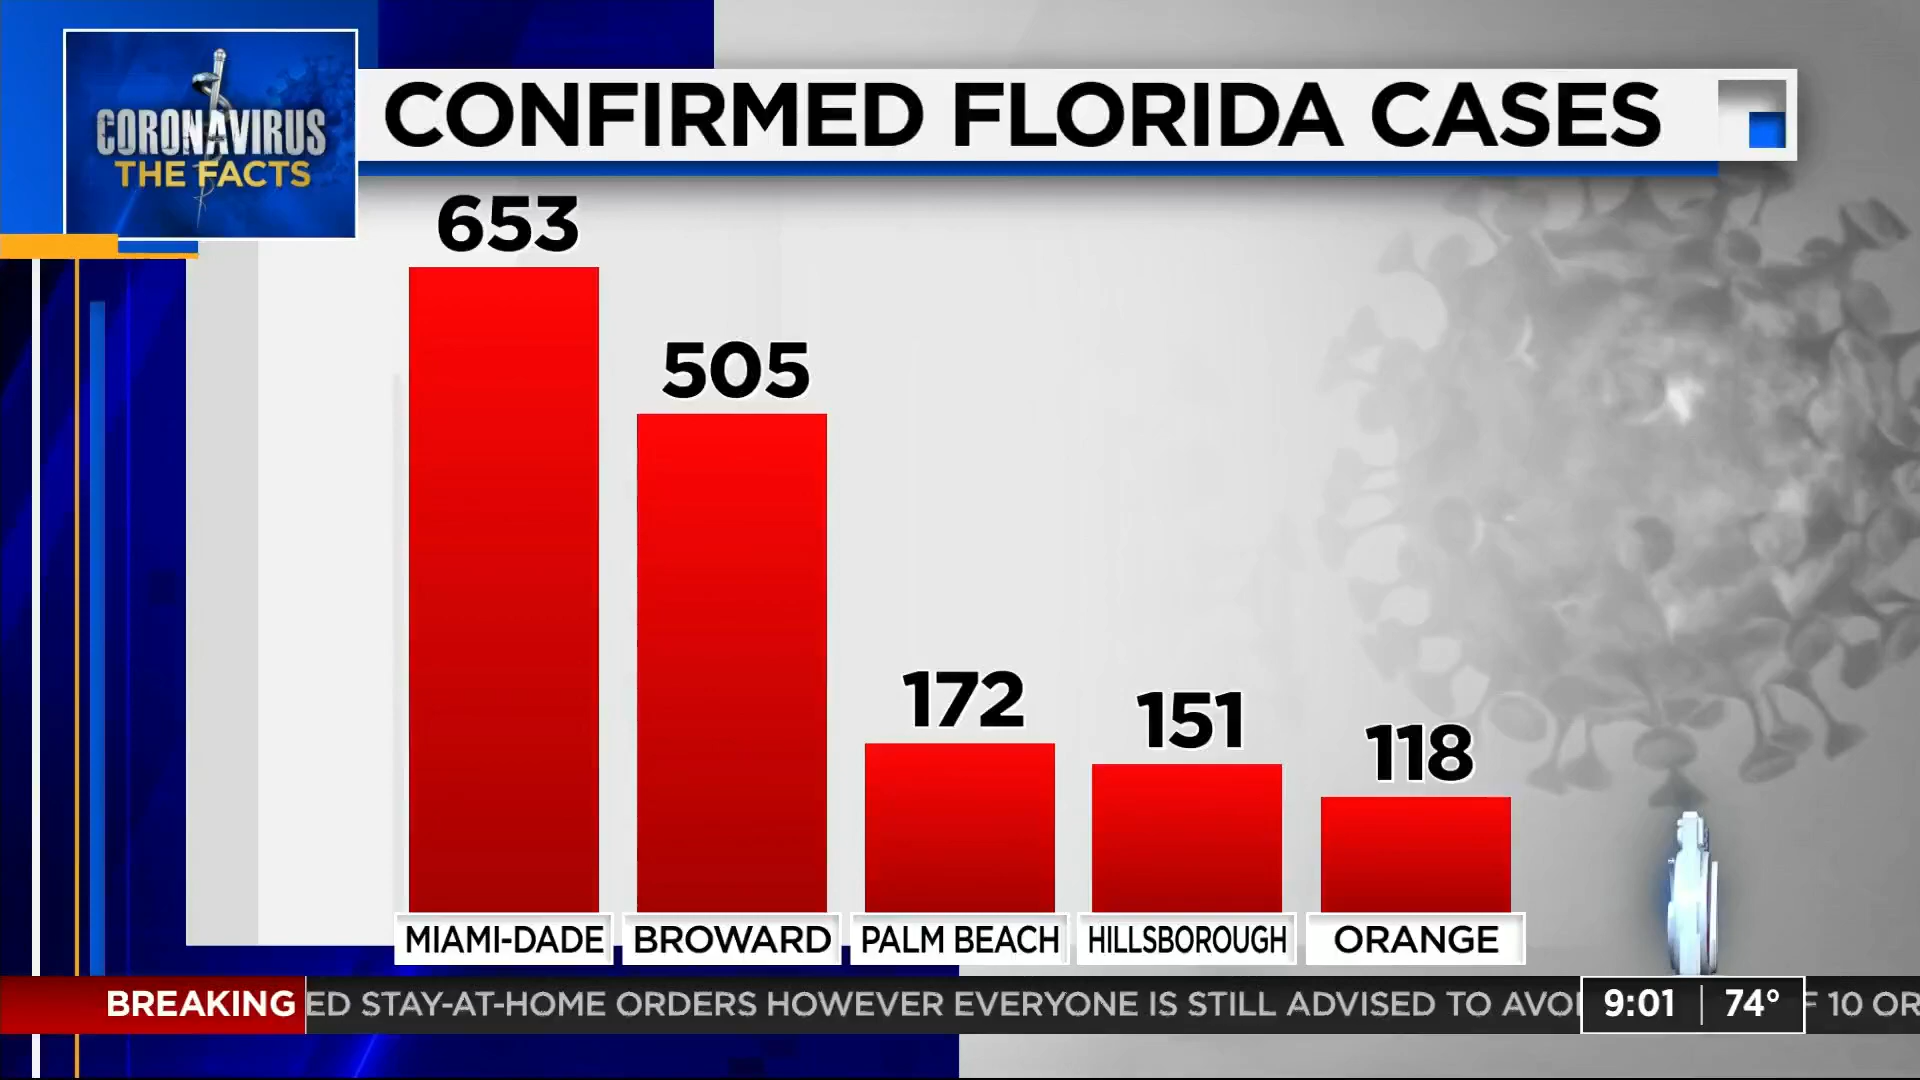 CORONAVIRUS
THE FACTS
CONFIRMED FLORIDA CASES
653
505
172
151
118
MIAMI-DADE
BROWARD
PALM BEACH
HILLSBOROUGH
ORANGE
BREAKING
ED STAY-AT-HOME ORDERS HOWEVER EVERYONE IS STILL ADVISED TO AVOI
9:01
74°
F 10 OR